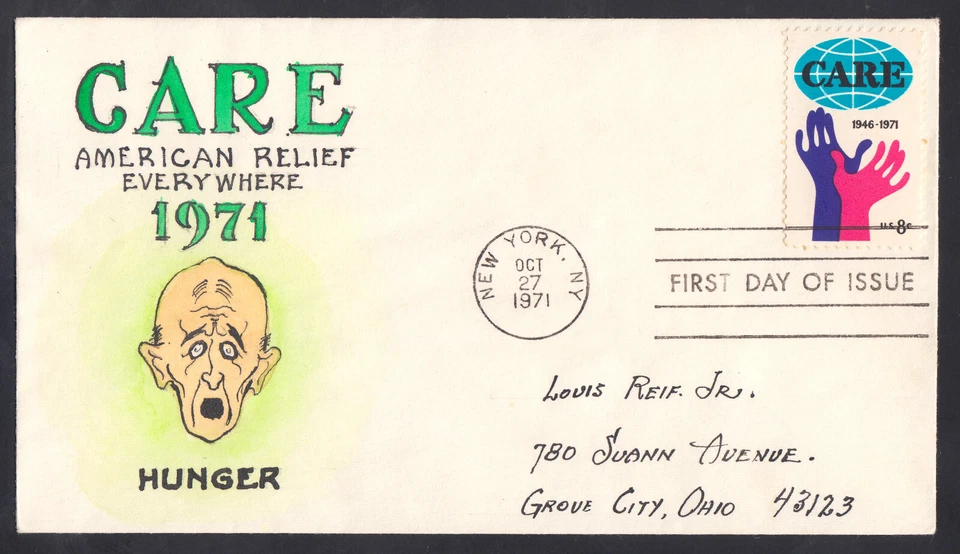 CARE
AMERICAN RELIEF
EVERYWHERE
1971
HUNGER
NEW YORK, NY
OCT
27
1971
CARE
1946-1971
U.S. 8c
FIRST DAY OF ISSUE
LOUIS REIF. JR.
780 SUANN AVENUE.
GROVE CITY, OHIO 43123